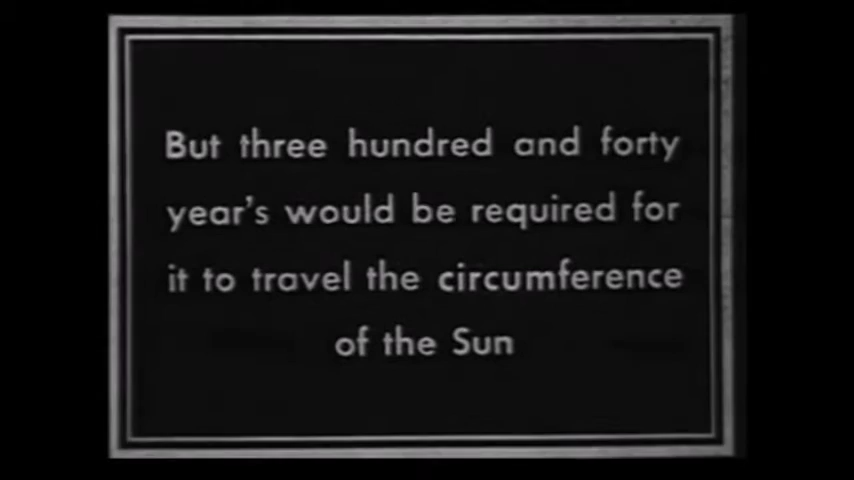 But three hundred and forty
year's would be required for
it to travel the circumference
of the Sun